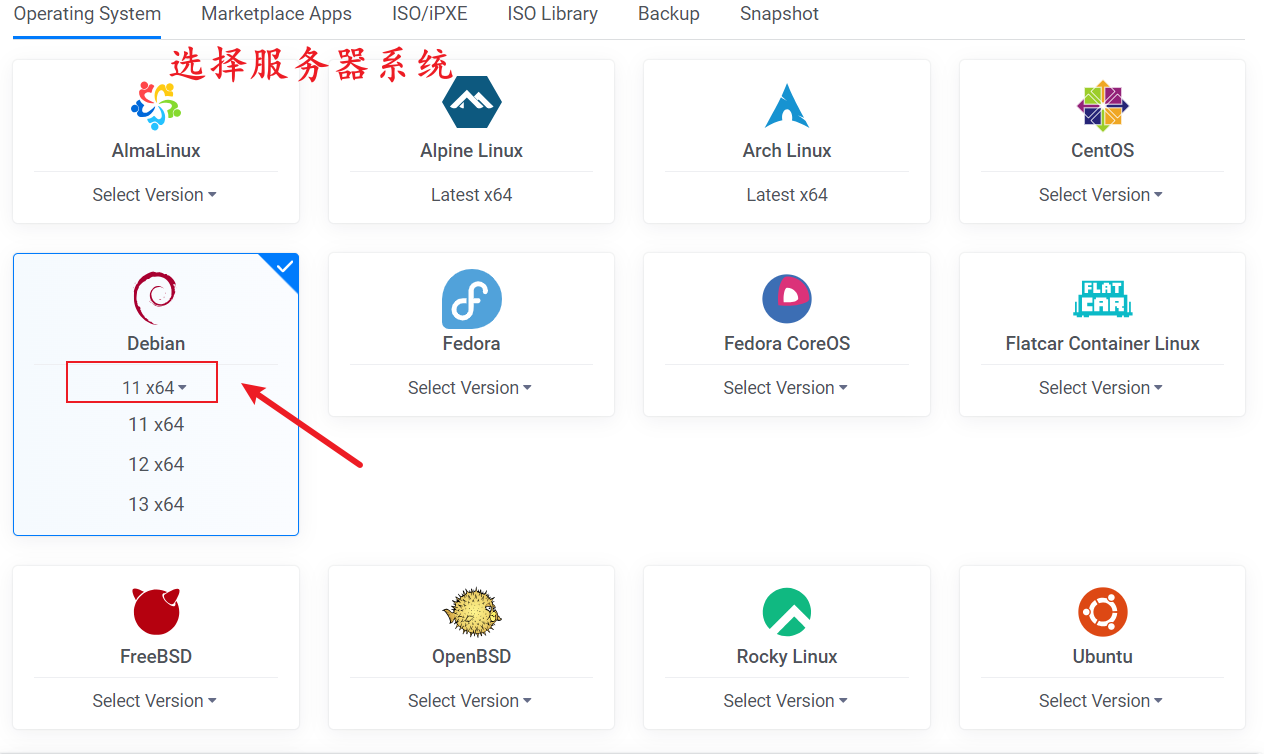 Operating System Marketplace Apps ISO/iPXE ISO Library Backup Snapshot
选择服务器系统
AlmaLinux
Select Version
Alpine Linux
Latest x64
Arch Linux
Latest x64
CentOS
Select Version
Debian
11 x64
11 x64
12 x64
13 x64
Fedora
Select Version
Fedora CoreOS
Select Version
FLAT
CAR
Flatcar Container Linux
Select Version
FreeBSD
Select Version
OpenBSD
Select Version
Rocky Linux
Select Version
Ubuntu
Select Version